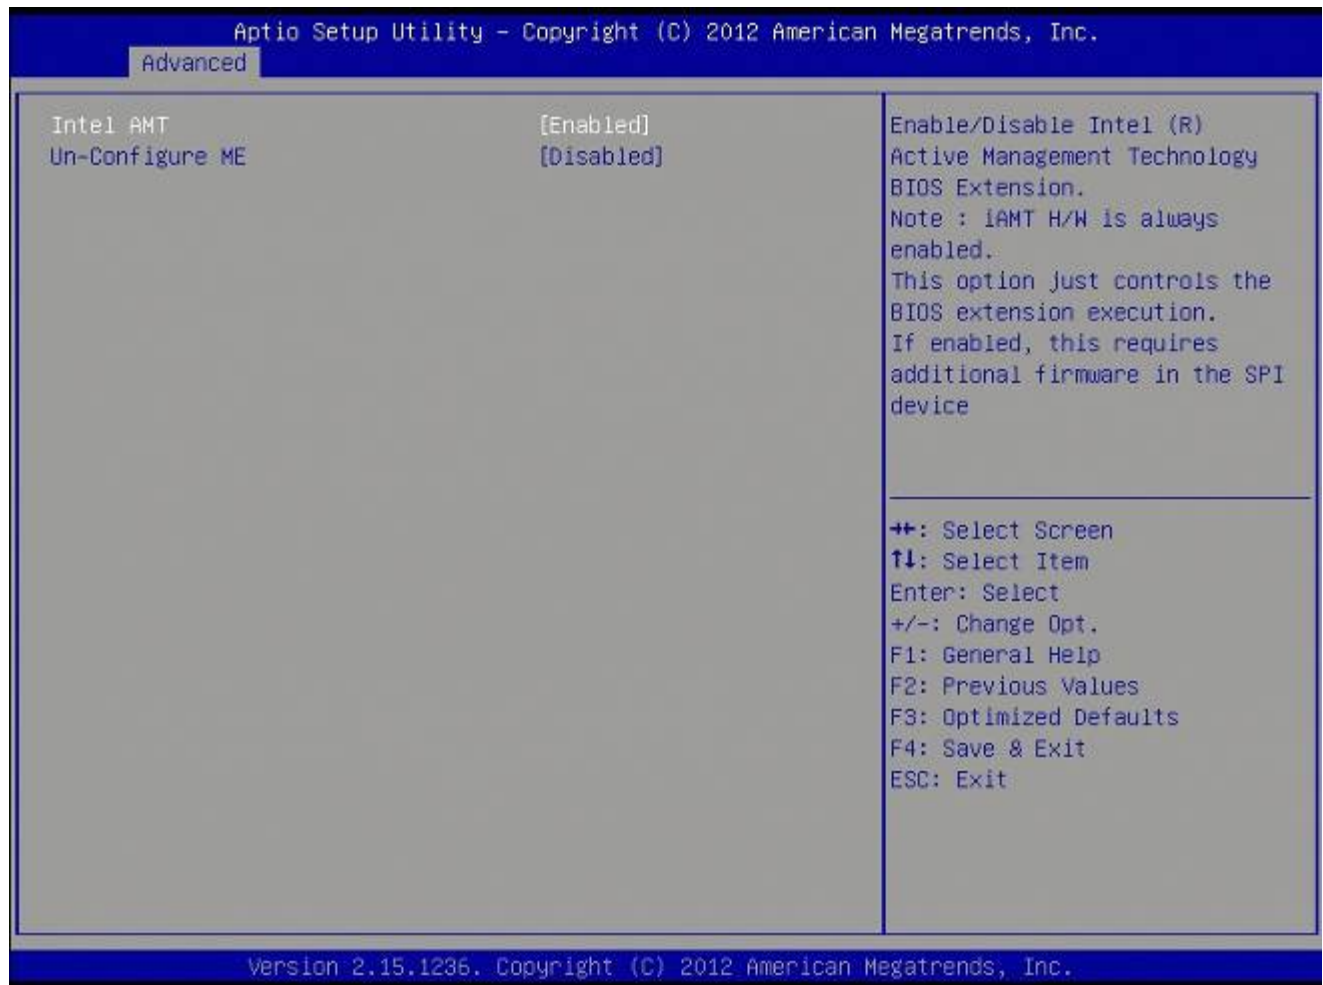 Aptio Setup Utility – Copyright (C) 2012 American Megatrends, Inc.
Advanced
Intel AMT [Enabled]
Un-Configure ME [Disabled]
Enable/Disable Intel (R)
Active Management Technology
BIOS Extension.
Note : iAMT H/W is always
enabled.
This option just controls the
BIOS extension execution.
If enabled, this requires
additional firmware in the SPI
device
→←: Select Screen
↑↓: Select Item
Enter: Select
+/-: Change Opt.
F1: General Help
F2: Previous Values
F3: Optimized Defaults
F4: Save & Exit
ESC: Exit
Version 2.15.1236. Copyright (C) 2012 American Megatrends, Inc.